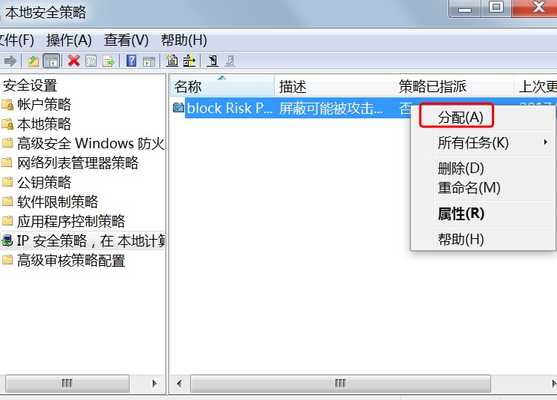 本地安全策略
文件(F) 操作(A) 查看(V) 帮助(H)
安全设置
帐户策略
本地策略
高级安全 Windows 防火
网络列表管理器策略
公钥策略
软件限制策略
应用程序控制策略
IP 安全策略，在 本地计算
高级审核策略配置
名称 描述 策略已指派 上次更
block Risk P... 屏蔽可能被攻击... 否
分配(A)
所有任务(K)
删除(D)
重命名(M)
属性(R)
帮助(H)